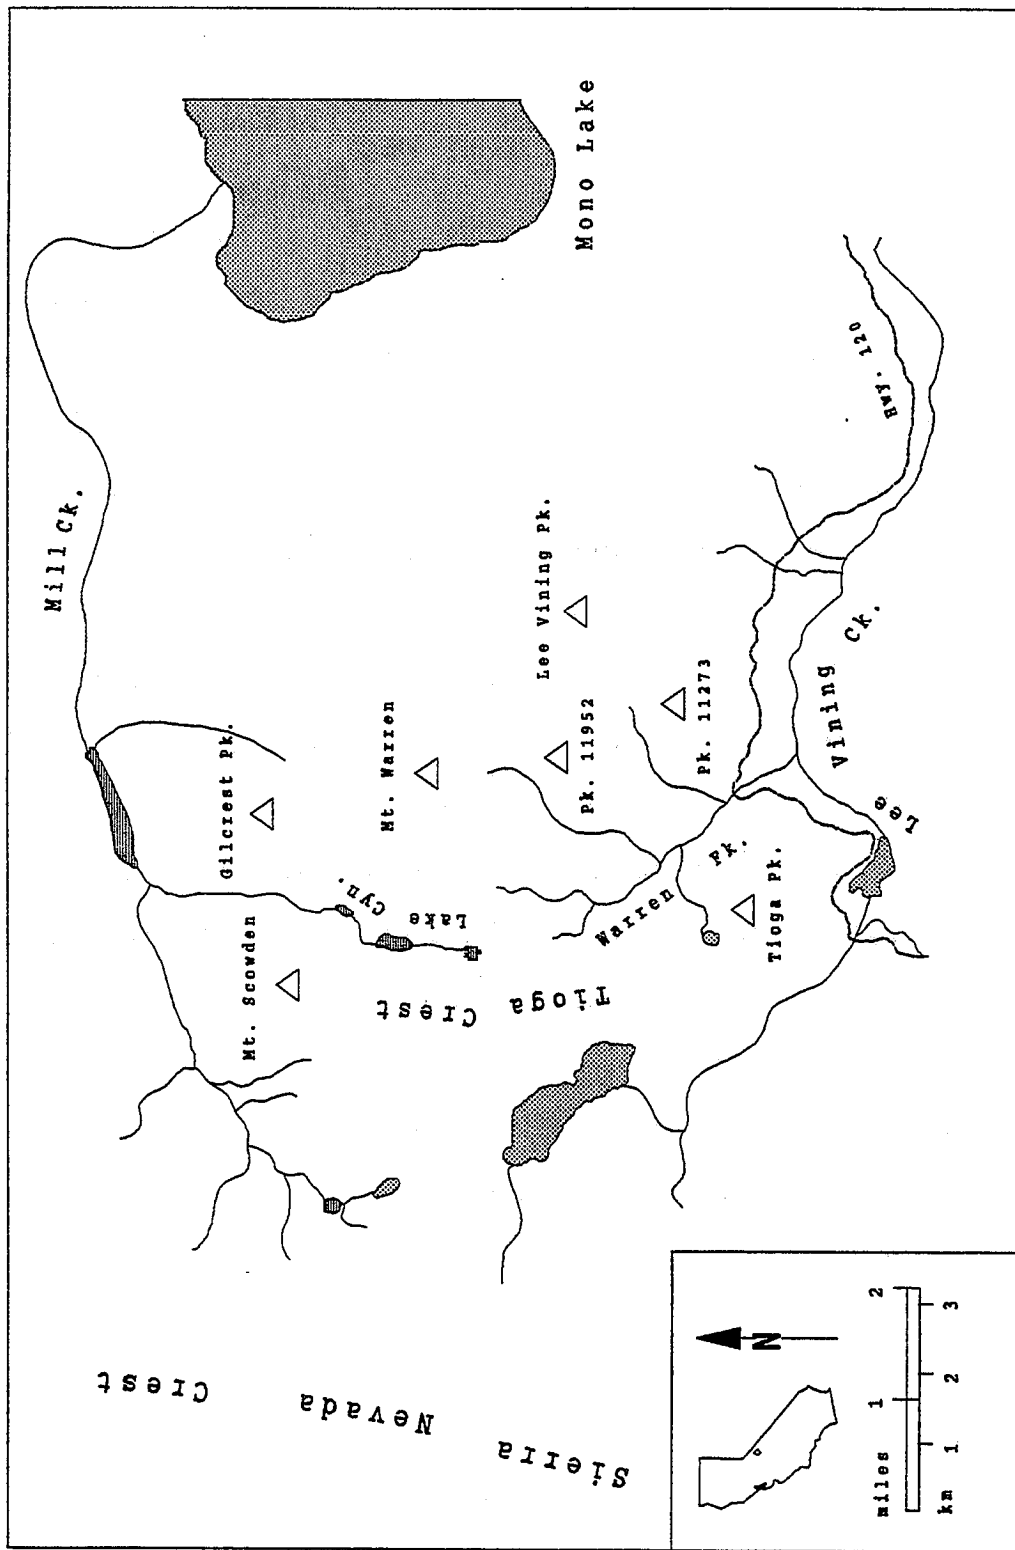 Mill Ck.
Mono Lake
Gilcrest Pk.
Mt. Scowden
Mt. Warren
Lake Cyn.
Lee Vining Pk.
Pk. 11952
Pk. 11273
Hwy. 120
Warren Fk.
Tioga Pk.
Lee Vining Ck.
Tioga Crest
Sierra Nevada Crest
N
miles 1 2
km 1 2 3